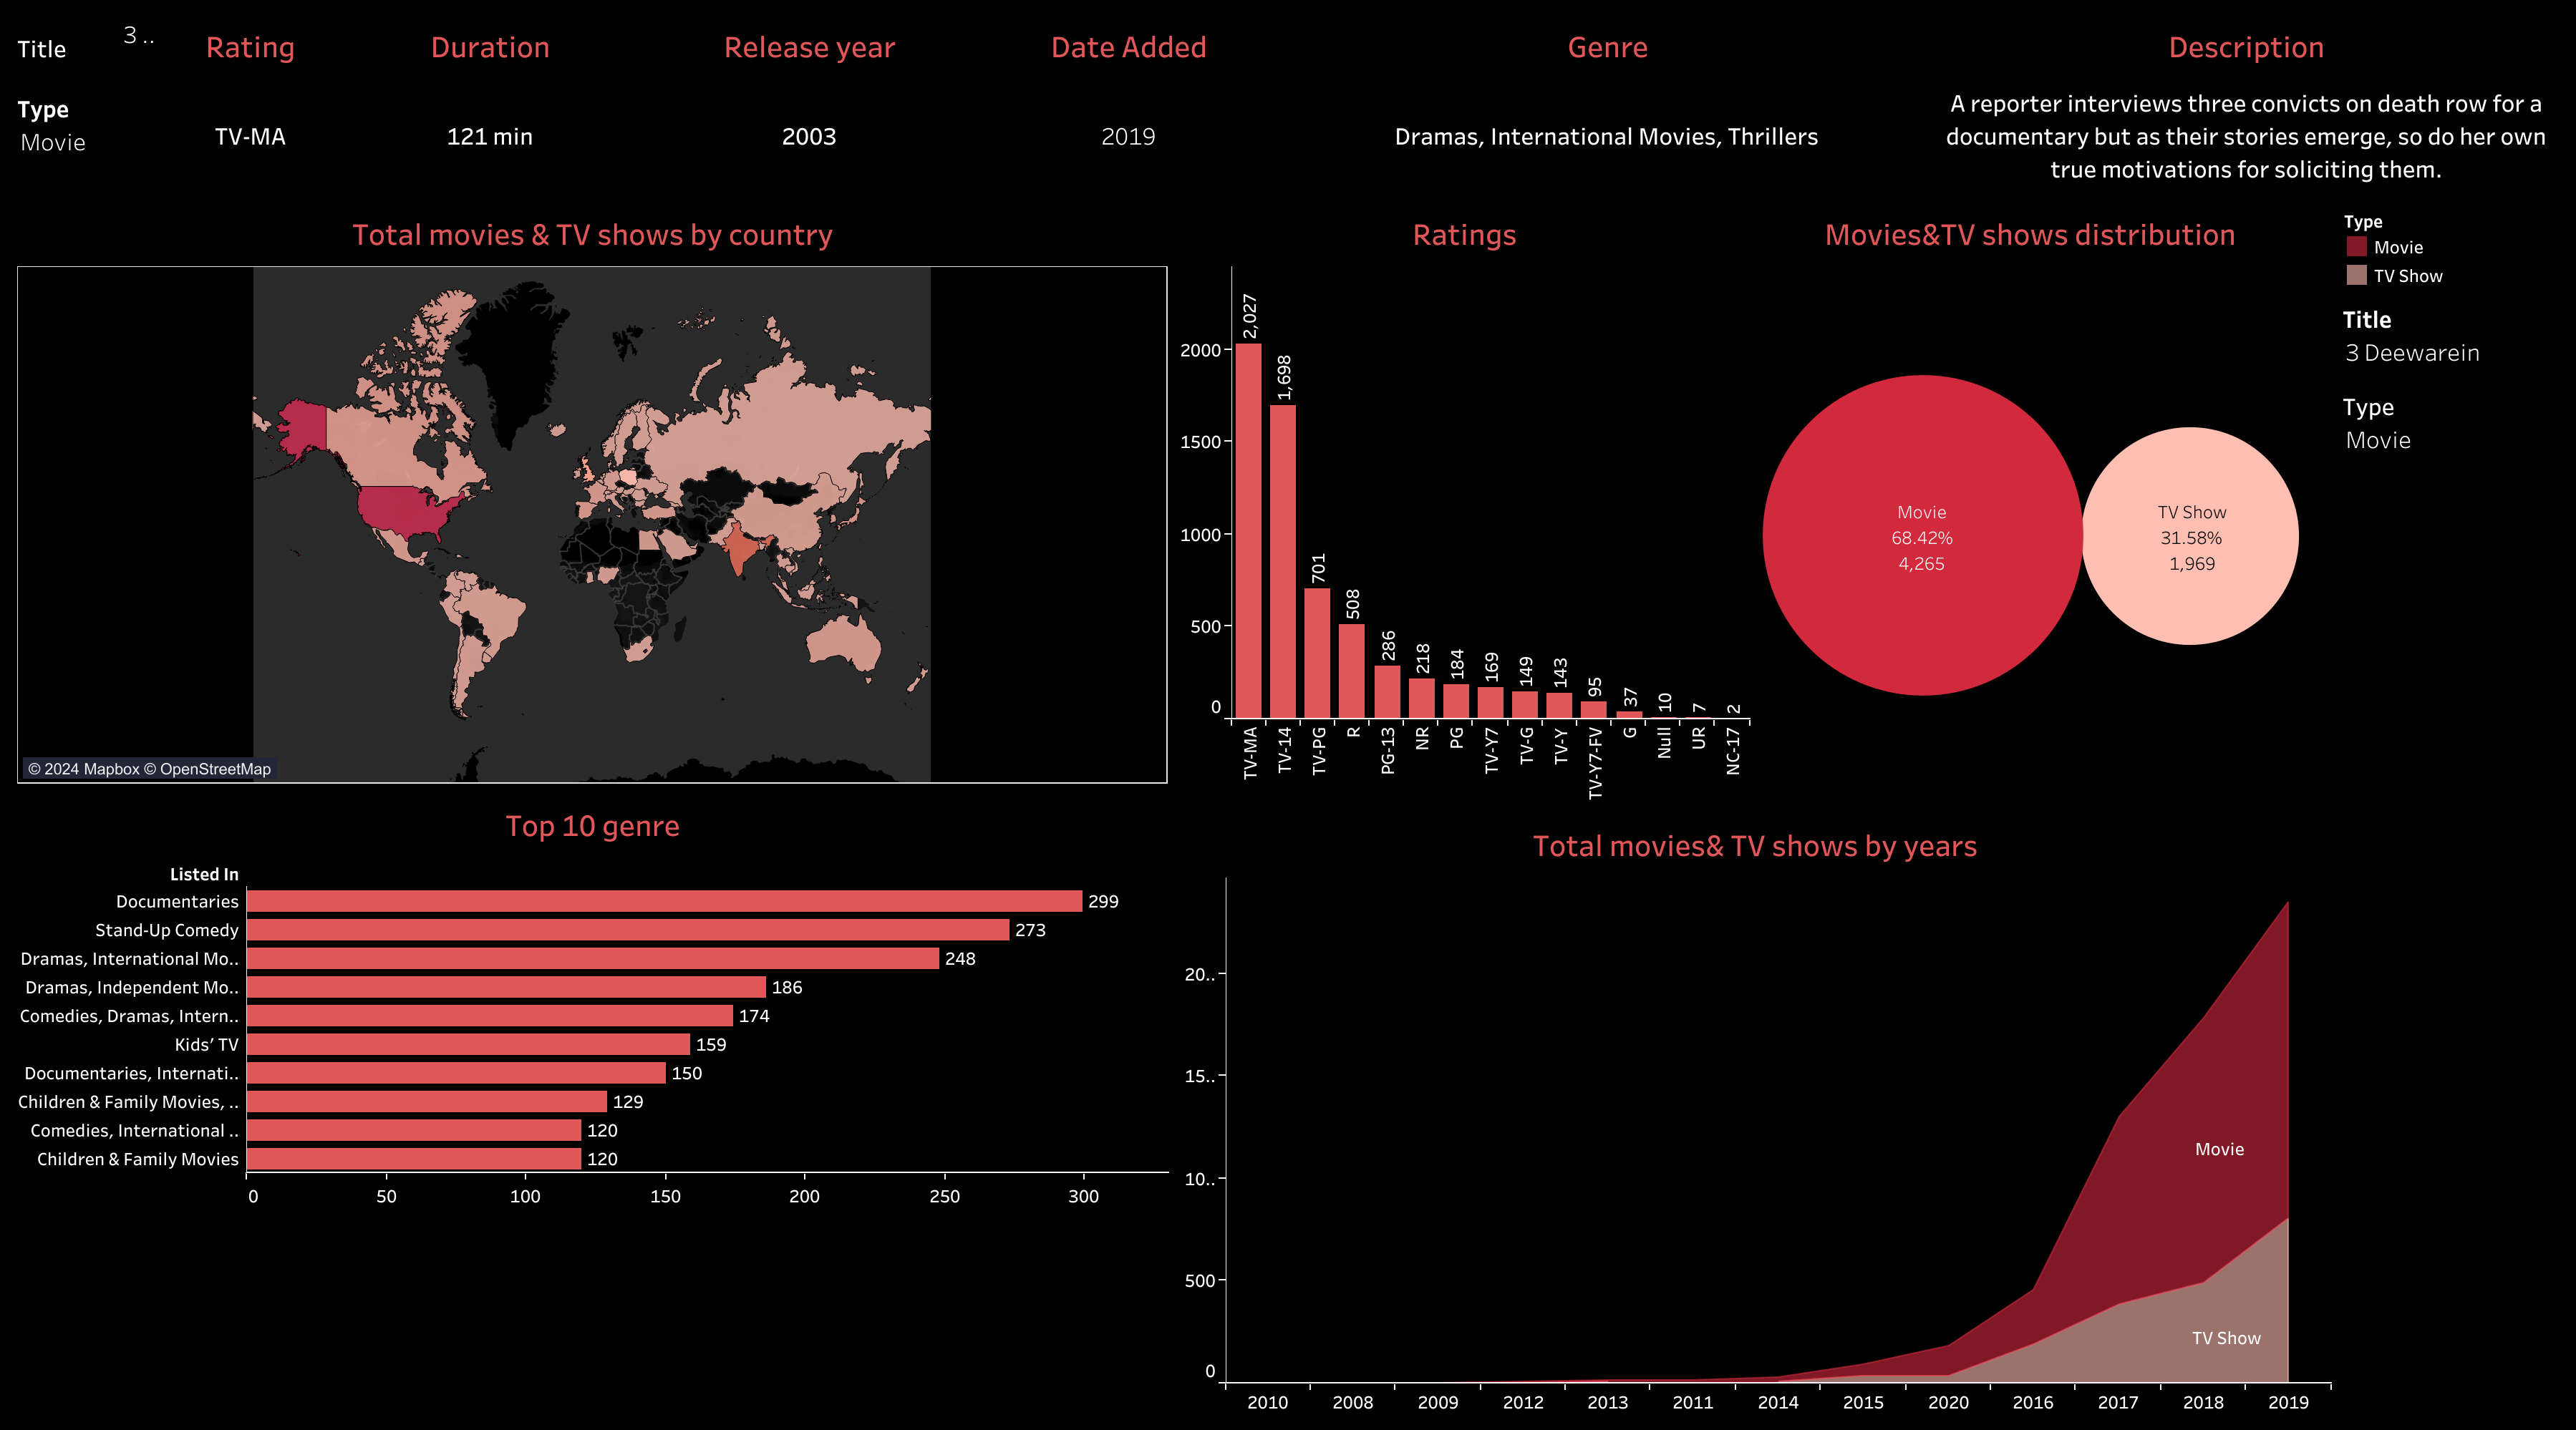 Title
3 ..
Rating
Duration
Release year
Date Added
Genre
Description
Type
Movie
TV-MA
121 min
2003
2019
Dramas, International Movies, Thrillers
A reporter interviews three convicts on death row for a
documentary but as their stories emerge, so do her own
true motivations for soliciting them.
Total movies & TV shows by country
© 2024 Mapbox © OpenStreetMap
Ratings
2000
1500
1000
500
0
2,027
1,698
701
508
286
218
184
169
149
143
95
37
10
7
2
TV-MA
TV-14
TV-PG
R
PG-13
NR
PG
TV-Y7
TV-G
TV-Y
TV-Y7-FV
G
Null
UR
NC-17
Movies&TV shows distribution
Movie
68.42%
4,265
TV Show
31.58%
1,969
Type
Movie
TV Show
Title
3 Deewarein
Type
Movie
Top 10 genre
Listed In
Documentaries 299
Stand-Up Comedy 273
Dramas, International Mo.. 248
Dramas, Independent Mo.. 186
Comedies, Dramas, Intern.. 174
Kids' TV 159
Documentaries, Internati.. 150
Children & Family Movies, .. 129
Comedies, International .. 120
Children & Family Movies 120
0 50 100 150 200 250 300
Total movies& TV shows by years
20..
15..
10..
500
0
Movie
TV Show
2010 2008 2009 2012 2013 2011 2014 2015 2020 2016 2017 2018 2019